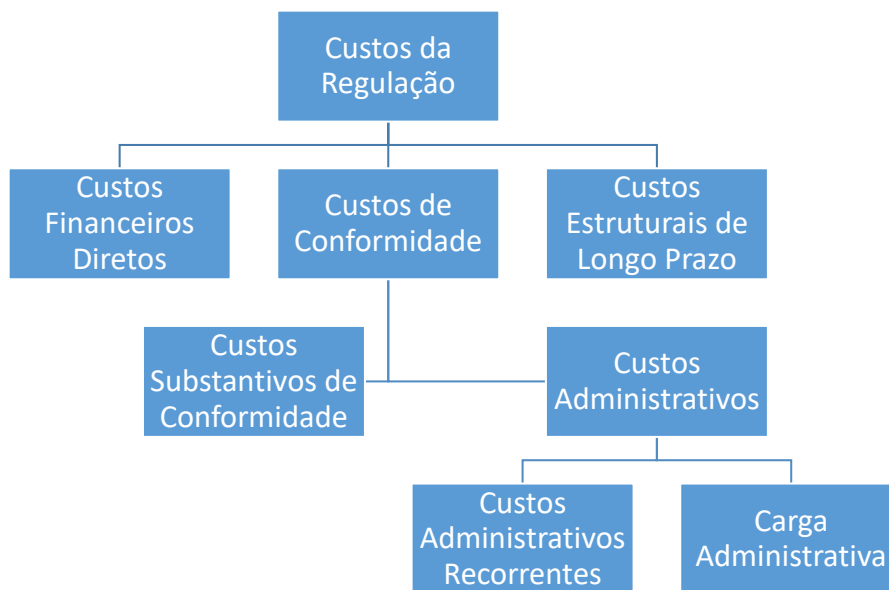 Custos da
Regulação
Custos
Financeiros
Diretos
Custos de
Conformidade
Custos
Estruturais de
Longo Prazo
Custos
Substantivos de
Conformidade
Custos
Administrativos
Custos
Administrativos
Recorrentes
Carga
Administrativa